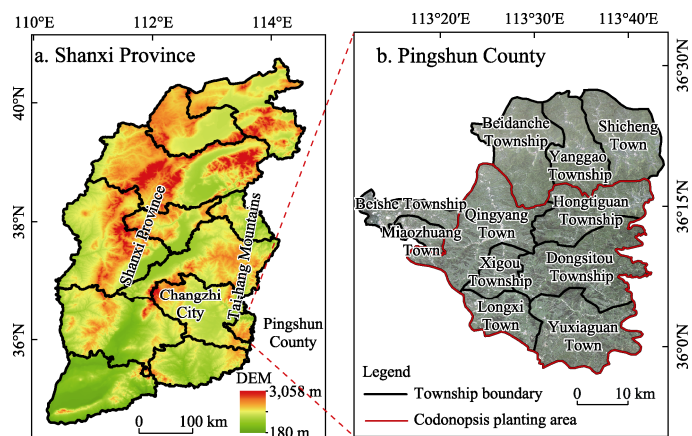 110°E
112°E
114°E
a. Shanxi Province
40°N
38°N
36°N
Shanxi Province
Tai-hang Mountains
Changzhi
City
Pingshun
County
DEM
3,058 m
180 m
0
100 km
113°20′E
113°30′E
113°40′E
b. Pingshun County
36°30′N
36°15′N
36°0′N
Beidanche
Township
Shicheng
Town
Yanggao
Township
Beishe Township
Hongtiguan
Township
Qingyang
Town
Miaozhuang
Town
Xigou
Township
Dongsitou
Township
Longxi
Town
Yuxiaguan
Town
Legend
Township boundary
Codonopsis planting area
0
10 km